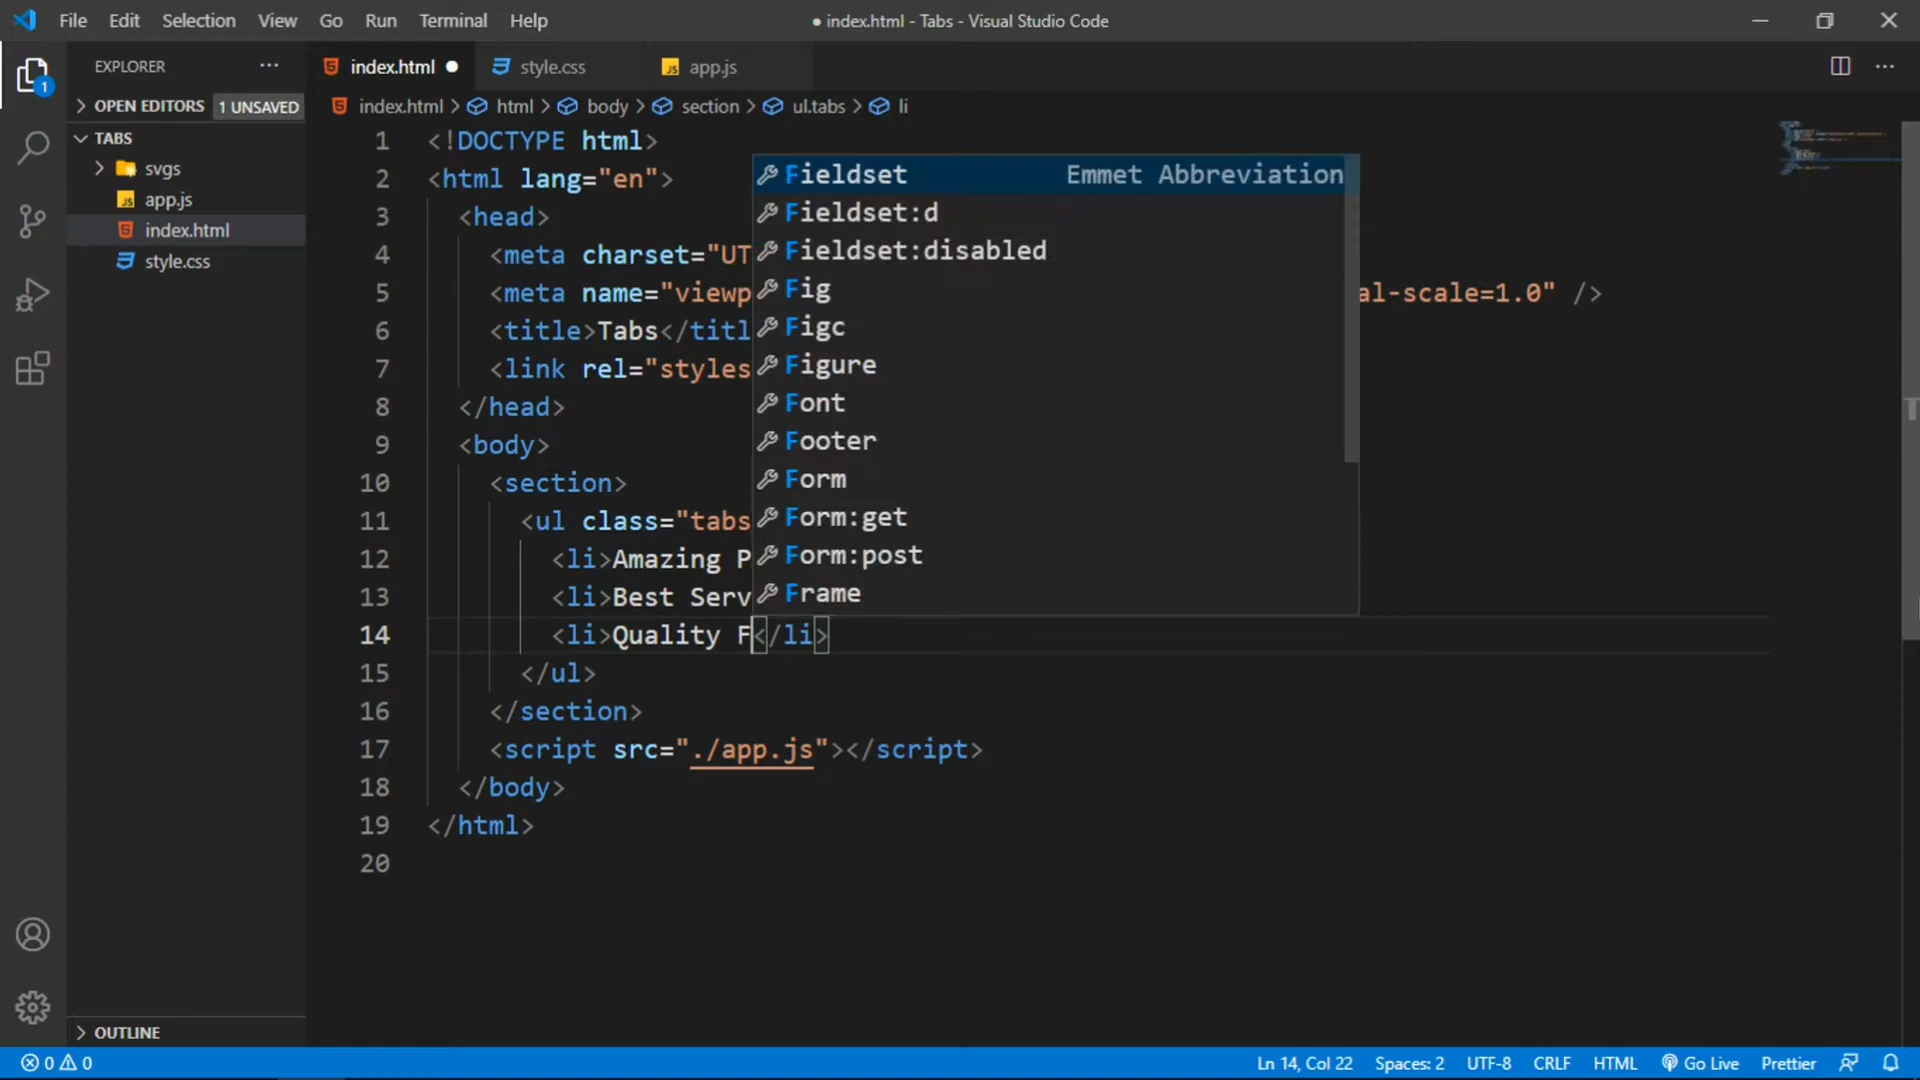 File Edit Selection View Go Run Terminal Help
● index.html - Tabs - Visual Studio Code
EXPLORER
index.html
style.css
JS app.js
OPEN EDITORS 1 UNSAVED
index.html > html > body > section > ul.tabs > li
TABS
svgs
JS app.js
index.html
style.css
1
OUTLINE
1 <!DOCTYPE html>
2 <html lang="en">
3 <head>
4 <meta charset="UT
5 <meta name="viewp al-scale=1.0" />
6 <title>Tabs</titl
7 <link rel="styles
8 </head>
9 <body>
10 <section>
11 <ul class="tabs
12 <li>Amazing P
13 <li>Best Serv
14 <li>Quality F</li>
15 </ul>
16 </section>
17 <script src="./app.js"></script>
18 </body>
19 </html>
20
Fieldset Emmet Abbreviation
Fieldset:d
Fieldset:disabled
Fig
Figc
Figure
Font
Footer
Form
Form:get
Form:post
Frame
0 0
Ln 14, Col 22 Spaces: 2 UTF-8 CRLF HTML Go Live Prettier